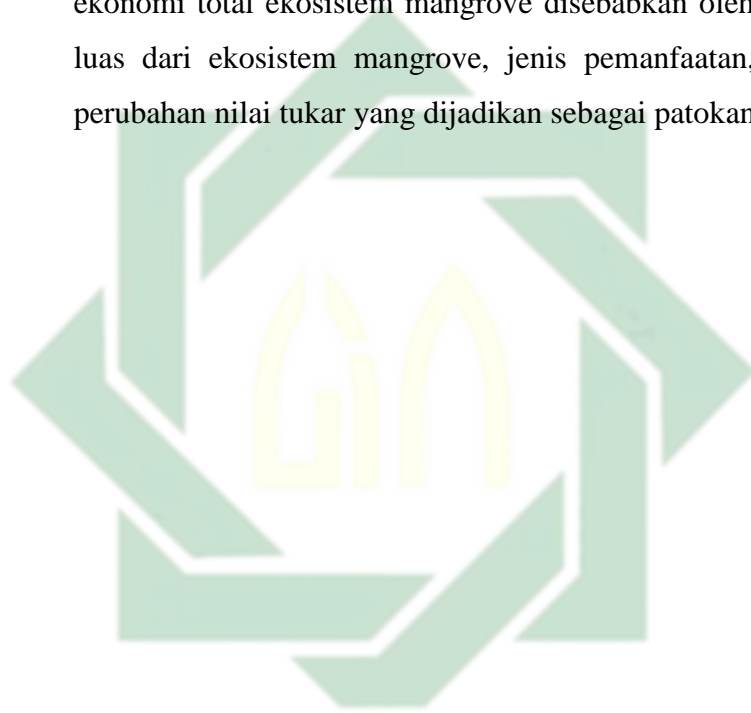 ekonomi total ekosistem mangrove disebabkan oleh
luas dari ekosistem mangrove, jenis pemanfaatan,
perubahan nilai tukar yang dijadikan sebagai patokan